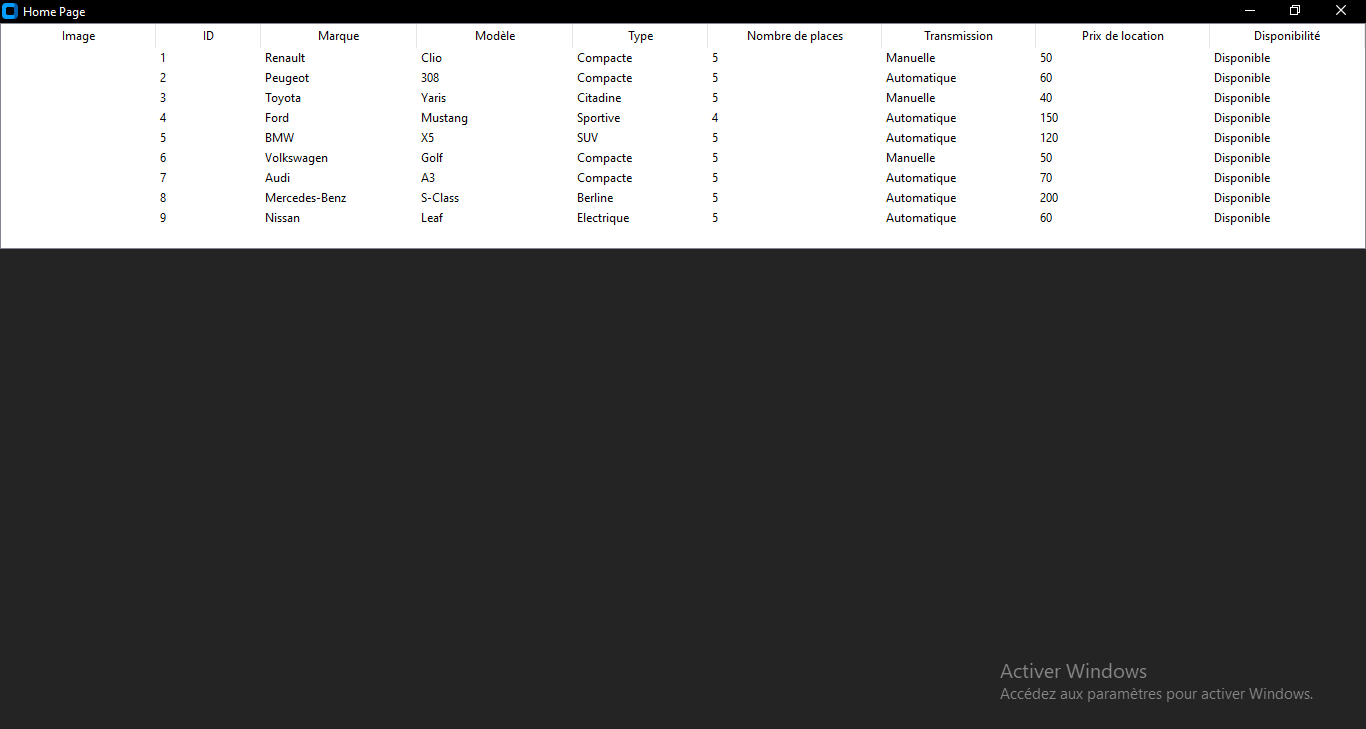 Home Page
Image ID Marque Modèle Type Nombre de places Transmission Prix de location Disponibilité
1 Renault Clio Compacte 5 Manuelle 50 Disponible
2 Peugeot 308 Compacte 5 Automatique 60 Disponible
3 Toyota Yaris Citadine 5 Manuelle 40 Disponible
4 Ford Mustang Sportive 4 Automatique 150 Disponible
5 BMW X5 SUV 5 Automatique 120 Disponible
6 Volkswagen Golf Compacte 5 Manuelle 50 Disponible
7 Audi A3 Compacte 5 Automatique 70 Disponible
8 Mercedes-Benz S-Class Berline 5 Automatique 200 Disponible
9 Nissan Leaf Electrique 5 Automatique 60 Disponible
Activer Windows
Accédez aux paramètres pour activer Windows.